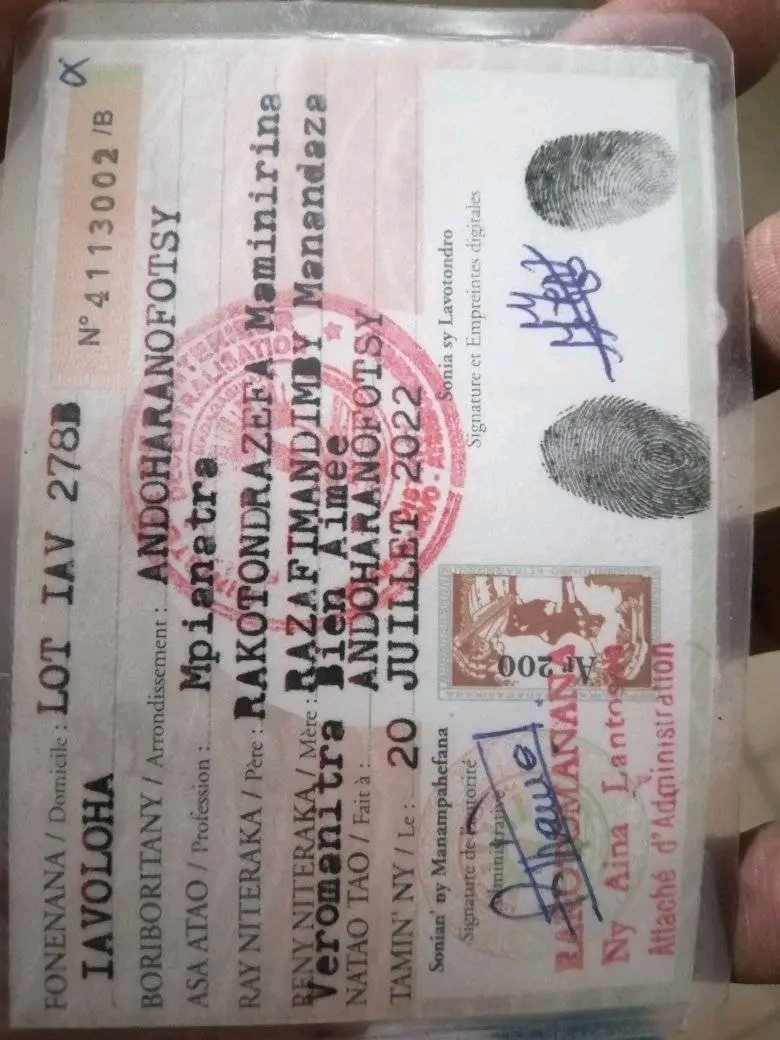 FONENANA / Domicile : LOT IAV 278B
IAVOLOHA
N° 4113002 /B
α
BORIBORITANY / Arrondissement : ANDOHARANOFOTSY
ASA ATAO / Profession : Mpianatra
RAY NITERAKA / Père : RAKOTONDRAZEFA Maminirina
RENY NITERAKA / Mère : RAZAFIMANDIMBY Manandaza
Veromanitra Bien Aimée
NATAO TAO / Fait à : ANDOHARANOFOTSY
TAMIN' NY / Le : 20 JUILLET 2022
Sonian' ny Manampahefana
Signature de l'autorité
Administrative
Sonia sy Lavotondro
Signature et Empreintes digitales
Ar200
RAKOTOMANANA
Ny Aina Lantosoa
Attaché d'Administration
DECENTRALISATION